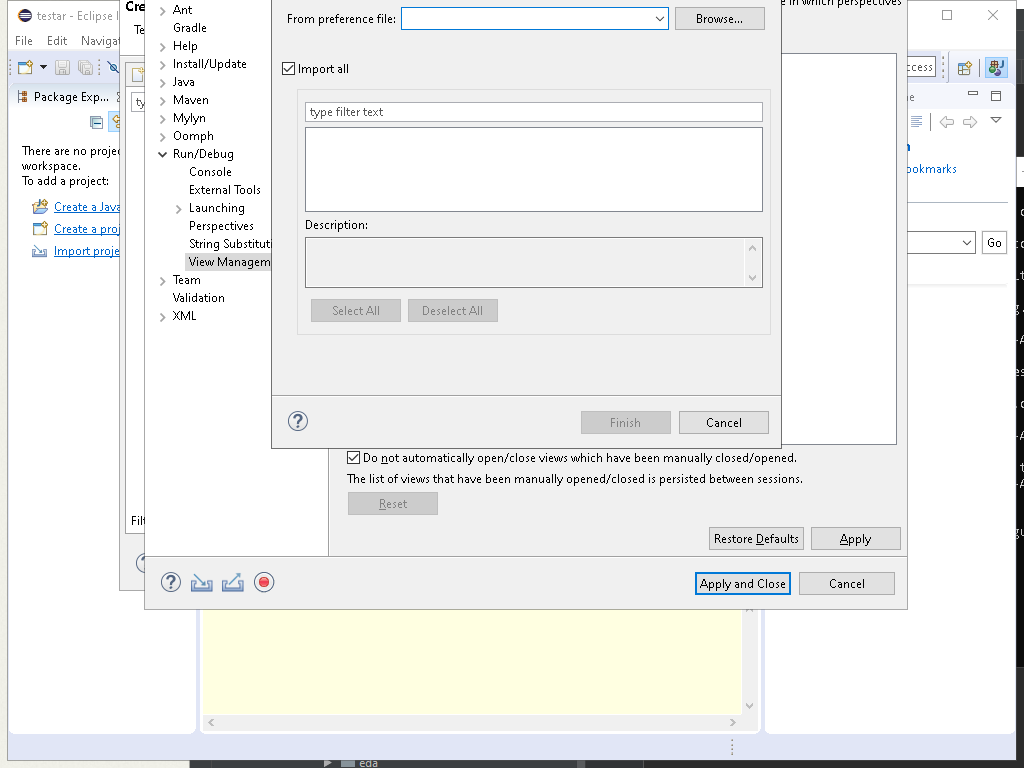 testar - Eclipse I
File Edit Navigat
Package Exp...
There are no proje
workspace.
To add a project:
Create a Java
Create a proj
Import proje
Cre
Te
ty
Filt
Ant
Gradle
Help
Install/Update
Java
Maven
Mylyn
Oomph
Run/Debug
Console
External Tools
Launching
Perspectives
String Substituti
View Managem
Team
Validation
XML
From preference file:
Browse...
Import all
type filter text
Description:
Select All
Deselect All
Finish
Cancel
e in which perspectives
Do not automatically open/close views which have been manually closed/opened.
The list of views that have been manually opened/closed is persisted between sessions.
Reset
Restore Defaults
Apply
Apply and Close
Cancel
cess
ookmarks
Go
eda